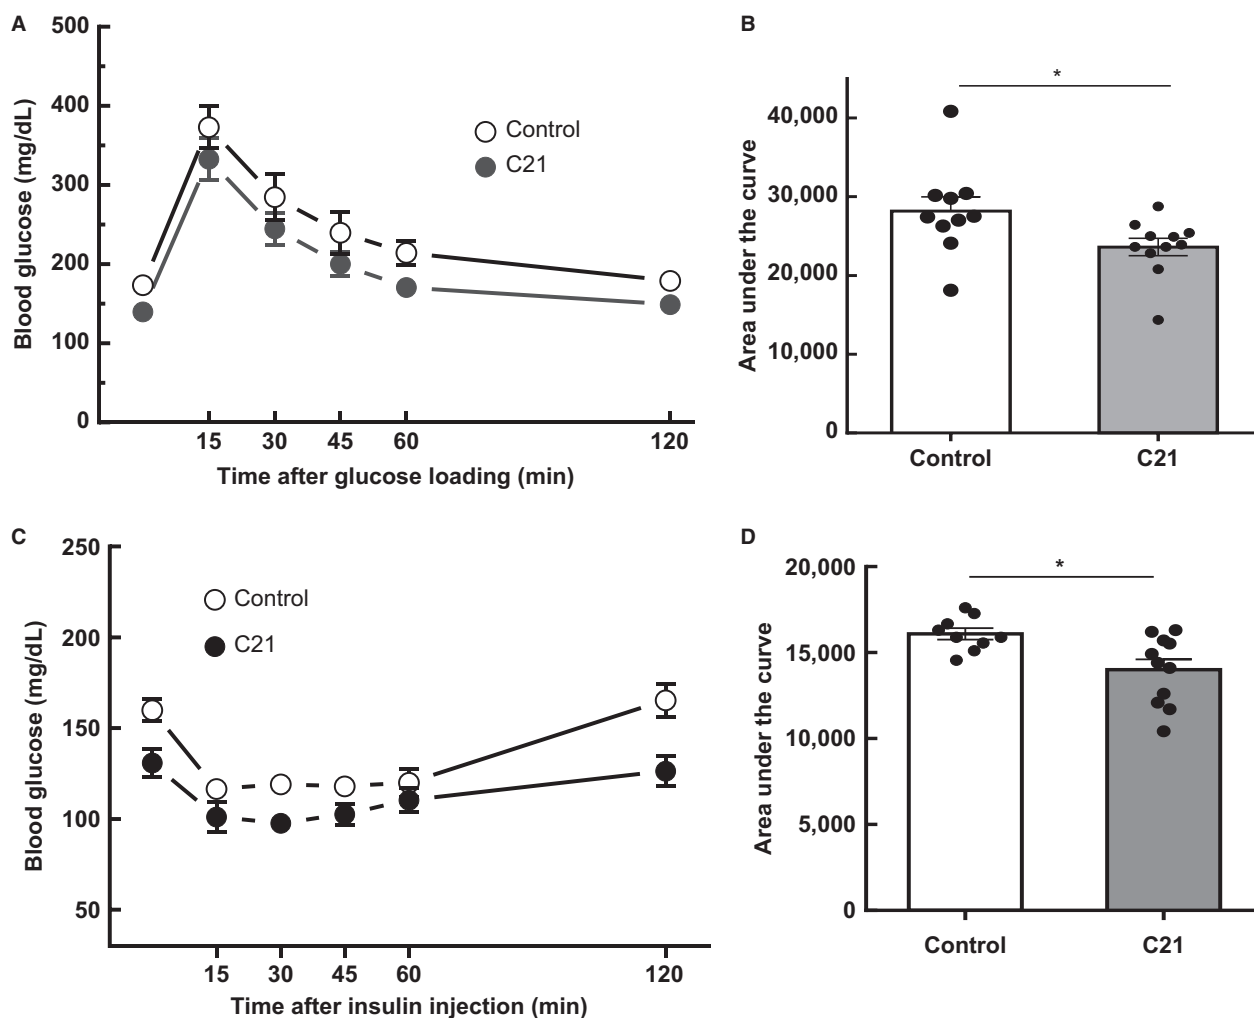 A
500
400
300
200
100
0
Blood glucose (mg/dL)
Control
C21
15 30 45 60 120
Time after glucose loading (min)
B
*
40,000
30,000
20,000
10,000
0
Area under the curve
Control C21
C
250
200
150
100
50
Blood glucose (mg/dL)
Control
C21
15 30 45 60 120
Time after insulin injection (min)
D
*
20,000
15,000
10,000
5,000
0
Area under the curve
Control C21